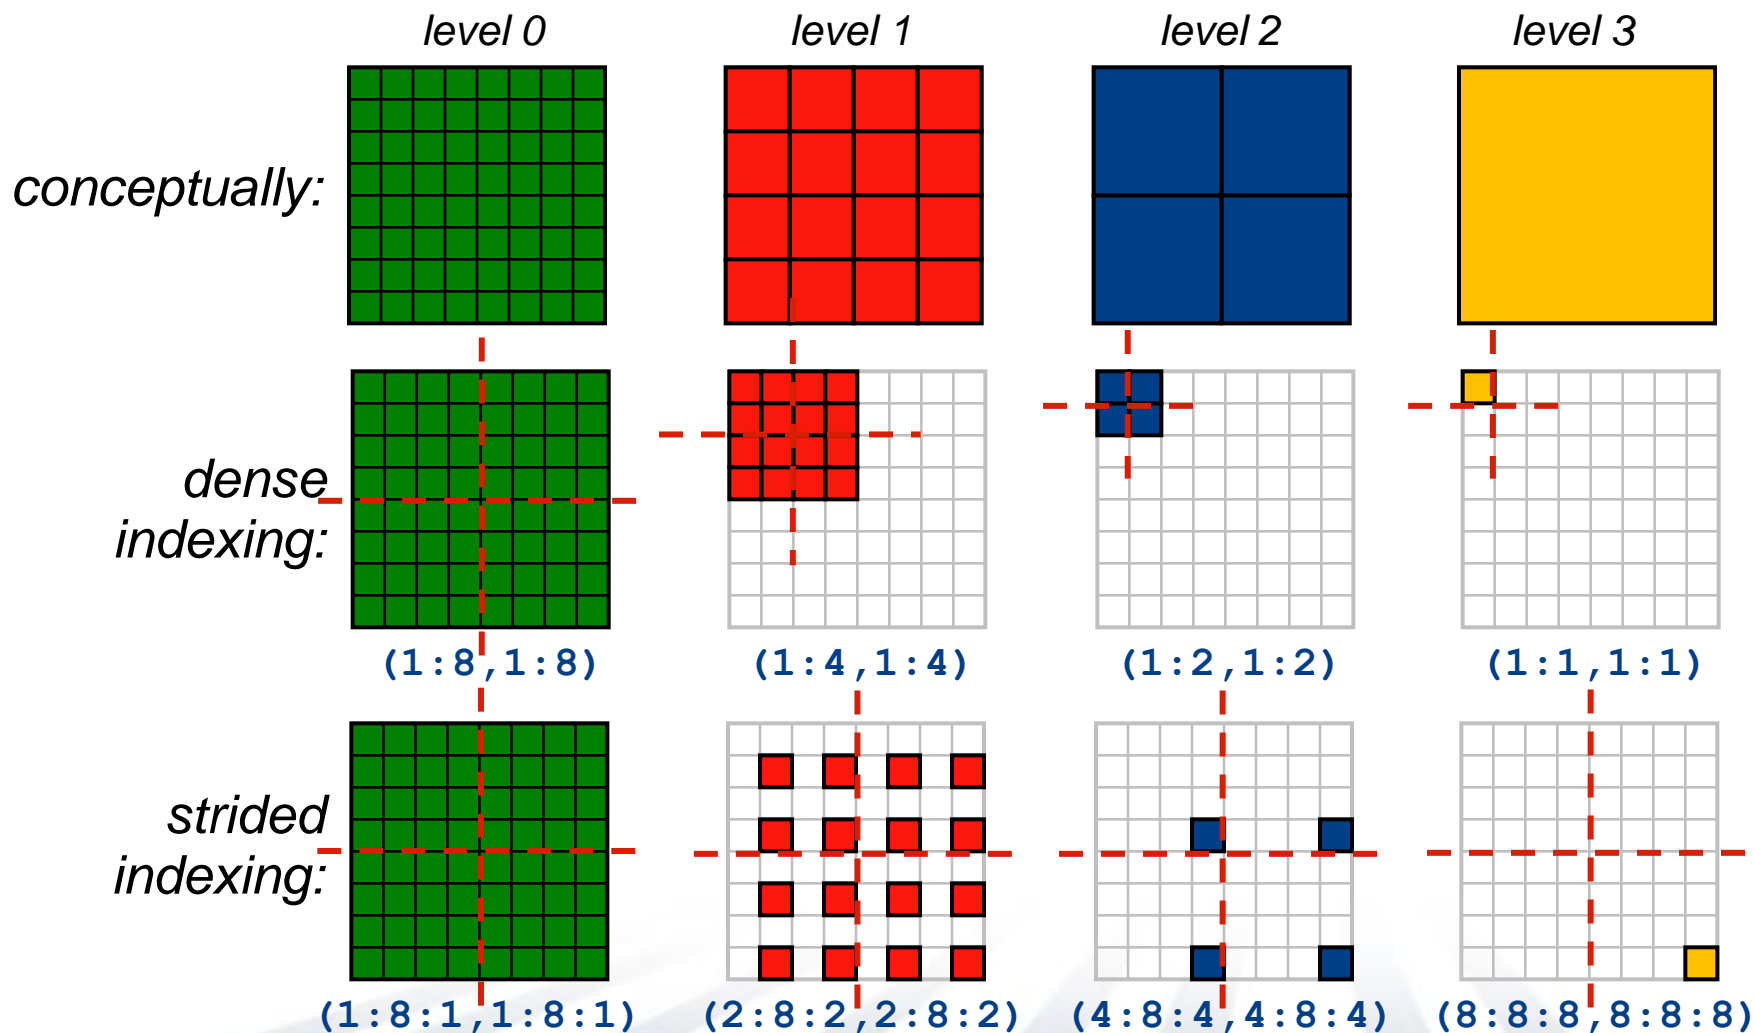 level 0
level 1
level 2
level 3
conceptually:
dense
indexing:
(1:8,1:8)
(1:4,1:4)
(1:2,1:2)
(1:1,1:1)
strided
indexing:
(1:8:1,1:8:1)
(2:8:2,2:8:2)
(4:8:4,4:8:4)
(8:8:8,8:8:8)